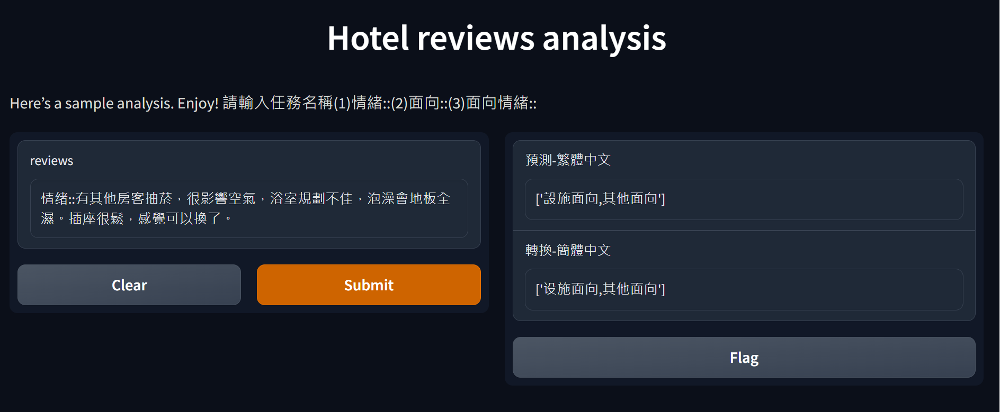 Hotel reviews analysis
Here’s a sample analysis. Enjoy! 請輸入任務名稱(1)情緒::(2)面向::(3)面向情緒::
reviews
情绪::有其他房客抽菸，很影響空氣，浴室規劃不佳，泡澡會地板全
濕。插座很鬆，感覺可以換了。
Clear
Submit
預測-繁體中文
['設施面向,其他面向']
轉換-簡體中文
['设施面向,其他面向']
Flag